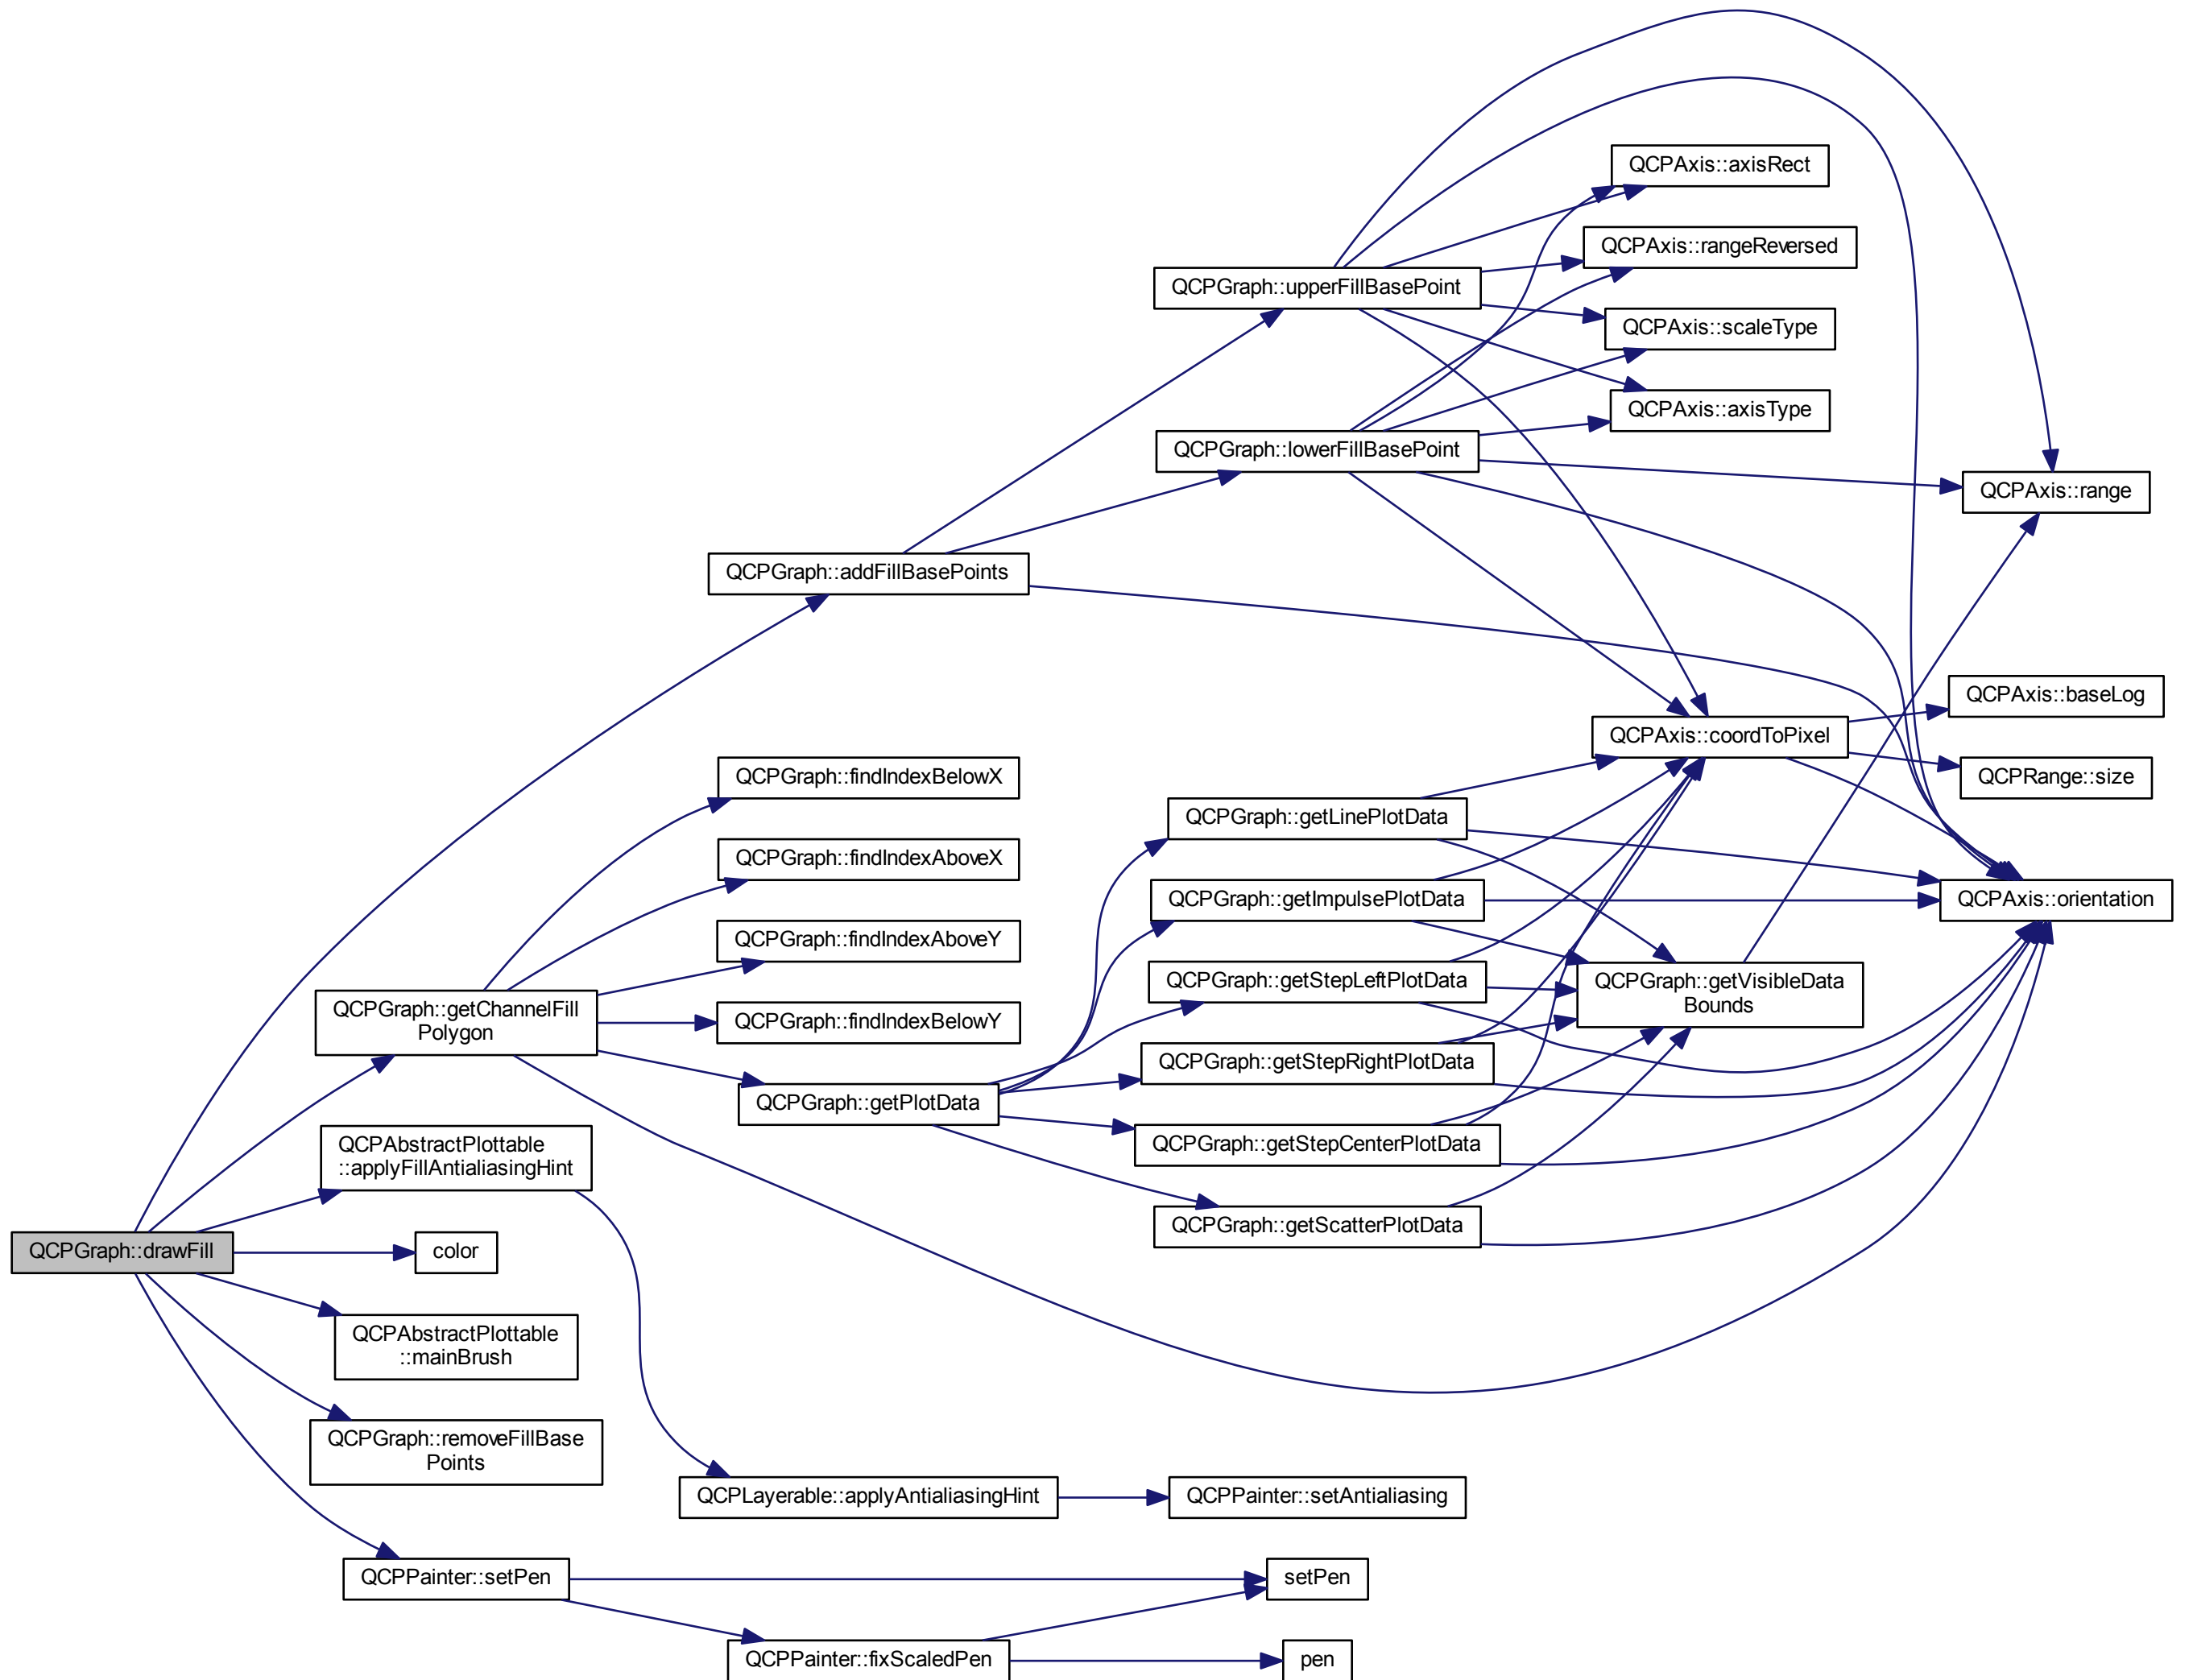 QCPAxis::axisRect
QCPAxis::rangeReversed
QCPGraph::upperFillBasePoint
QCPAxis::scaleType
QCPAxis::axisType
QCPGraph::lowerFillBasePoint
QCPAxis::range
QCPGraph::addFillBasePoints
QCPAxis::baseLog
QCPAxis::coordToPixel
QCPRange::size
QCPGraph::findIndexBelowX
QCPGraph::getLinePlotData
QCPGraph::findIndexAboveX
QCPGraph::getImpulsePlotData
QCPAxis::orientation
QCPGraph::findIndexAboveY
QCPGraph::getStepLeftPlotData
QCPGraph::getVisibleData
Bounds
QCPGraph::getChannelFill
Polygon
QCPGraph::findIndexBelowY
QCPGraph::getStepRightPlotData
QCPGraph::getPlotData
QCPGraph::getStepCenterPlotData
QCPAbstractPlottable
::applyFillAntialiasingHint
QCPGraph::getScatterPlotData
QCPGraph::drawFill
color
QCPAbstractPlottable
::mainBrush
QCPGraph::removeFillBase
Points
QCPLayerable::applyAntialiasingHint
QCPPainter::setAntialiasing
QCPPainter::setPen
setPen
QCPPainter::fixScaledPen
pen